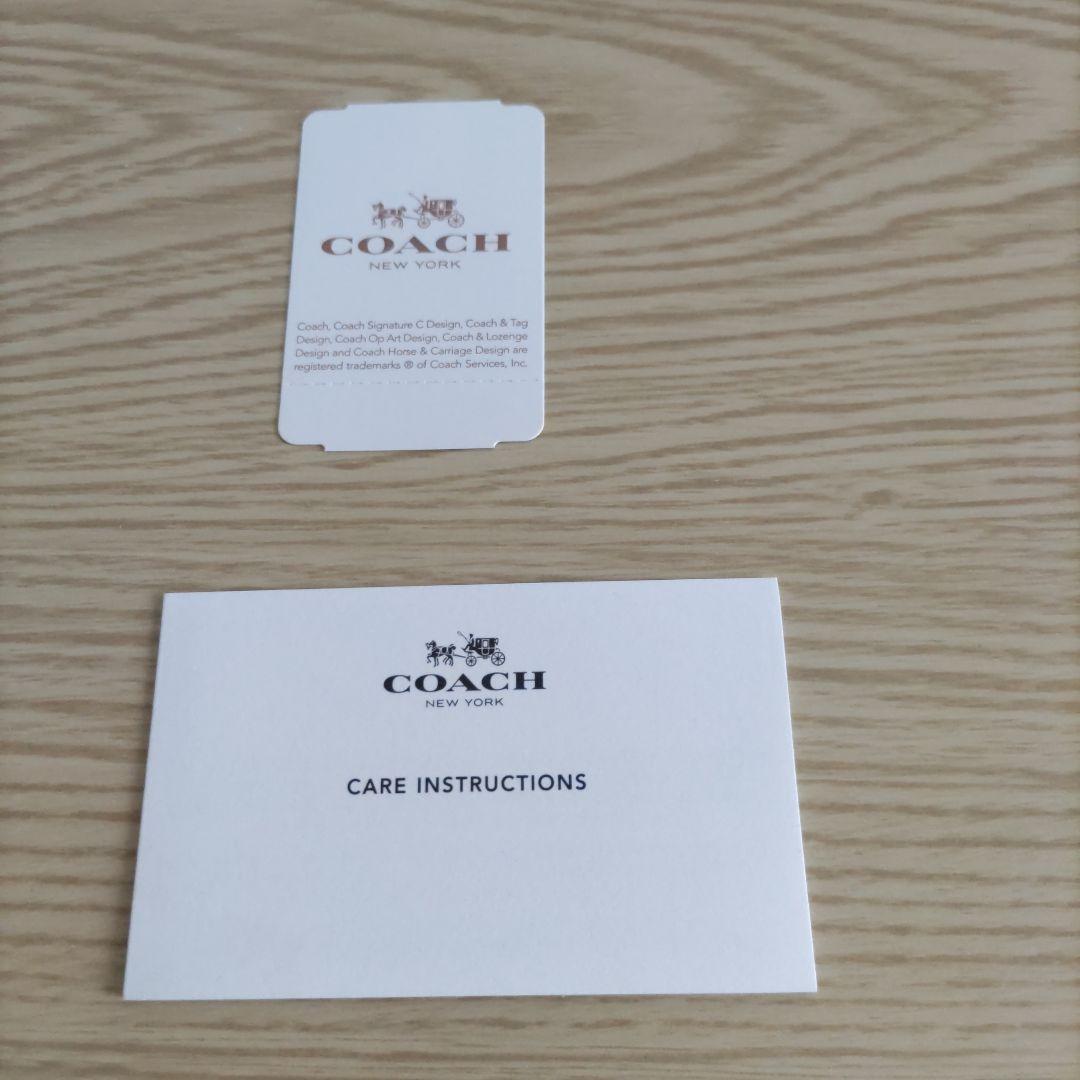 COACH
NEW YORK
Coach, Coach Signature C Design, Coach & Tag
Design, Coach Op Art Design, Coach & Lozenge
Design and Coach Horse & Carriage Design are
registered trademarks ® of Coach Services, Inc.
COACH
NEW YORK
CARE INSTRUCTIONS